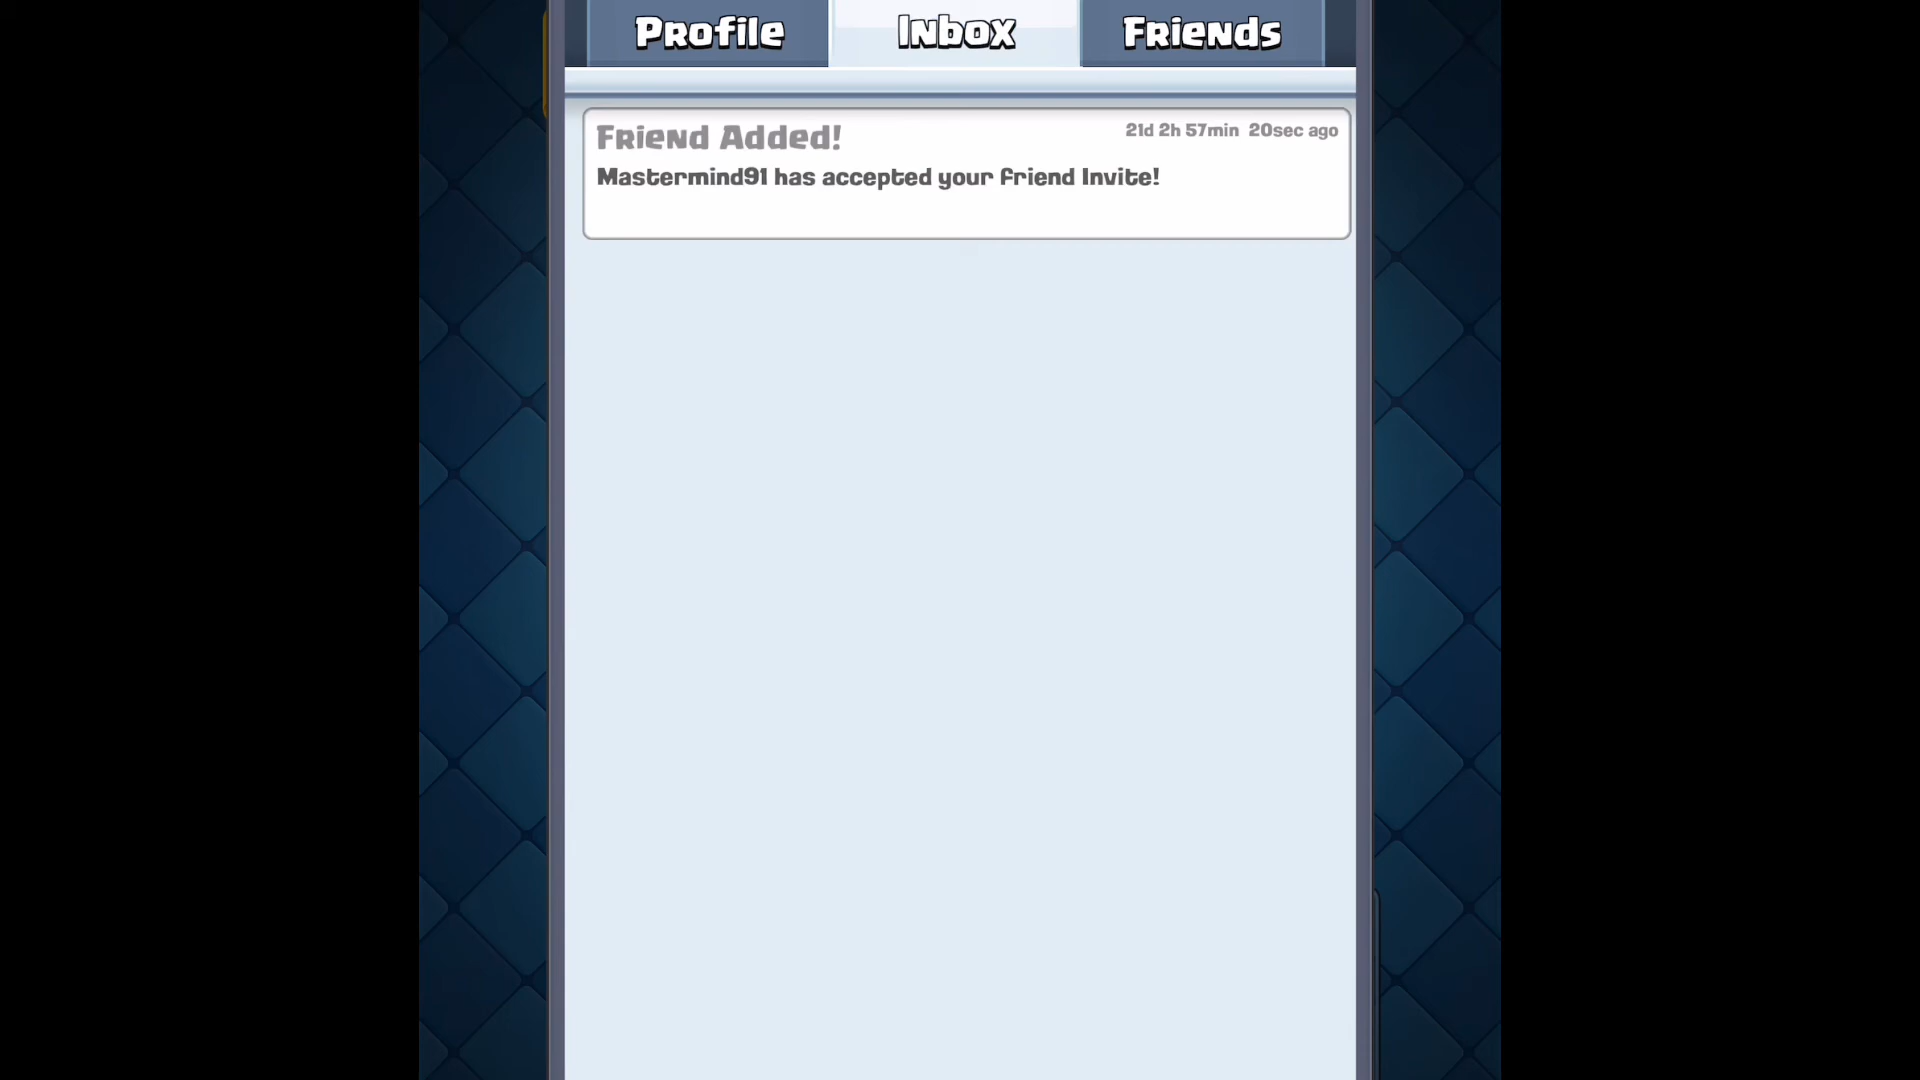 Profile
Inbox
Friends
Friend Added!
21d 2h 57min 20sec ago
Mastermind91 has accepted your friend Invite!